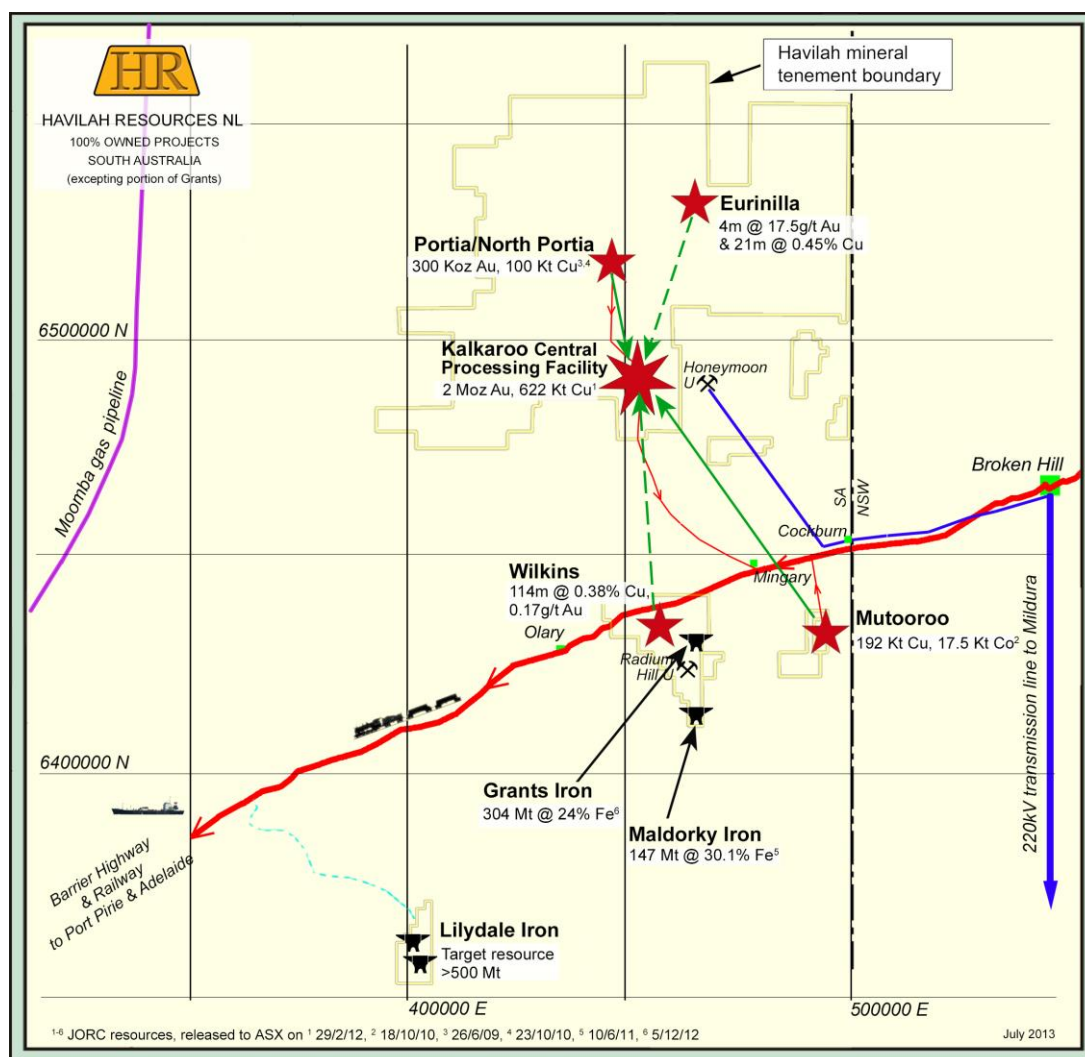 HR
HAVILAH RESOURCES NL
100% OWNED PROJECTS
SOUTH AUSTRALIA
(excepting portion of Grants)
Havilah mineral
tenement boundary
Moomba gas pipeline
Eurinilla
4m @ 17.5g/t Au
& 21m @ 0.45% Cu
Portia/North Portia
300 Koz Au, 100 Kt Cu³·⁴
6500000 N
Kalkaroo Central
Processing Facility
2 Moz Au, 622 Kt Cu¹
Honeymoon
U
Broken Hill
SA
NSW
Cockburn
Mingary
Wilkins
114m @ 0.38% Cu,
0.17g/t Au
Olary
Radium
Hill U
Mutooroo
192 Kt Cu, 17.5 Kt Co²
220kV transmission line to Mildura
6400000 N
Grants Iron
304 Mt @ 24% Fe⁶
Maldorky Iron
147 Mt @ 30.1% Fe⁵
Barrier Highway
& Railway
to Port Pirie & Adelaide
Lilydale Iron
Target resource
>500 Mt
400000 E
500000 E
¹⁻⁶ JORC resources, released to ASX on ¹ 29/2/12, ² 18/10/10, ³ 26/6/09, ⁴ 23/10/10, ⁵ 10/6/11, ⁶ 5/12/12
July 2013